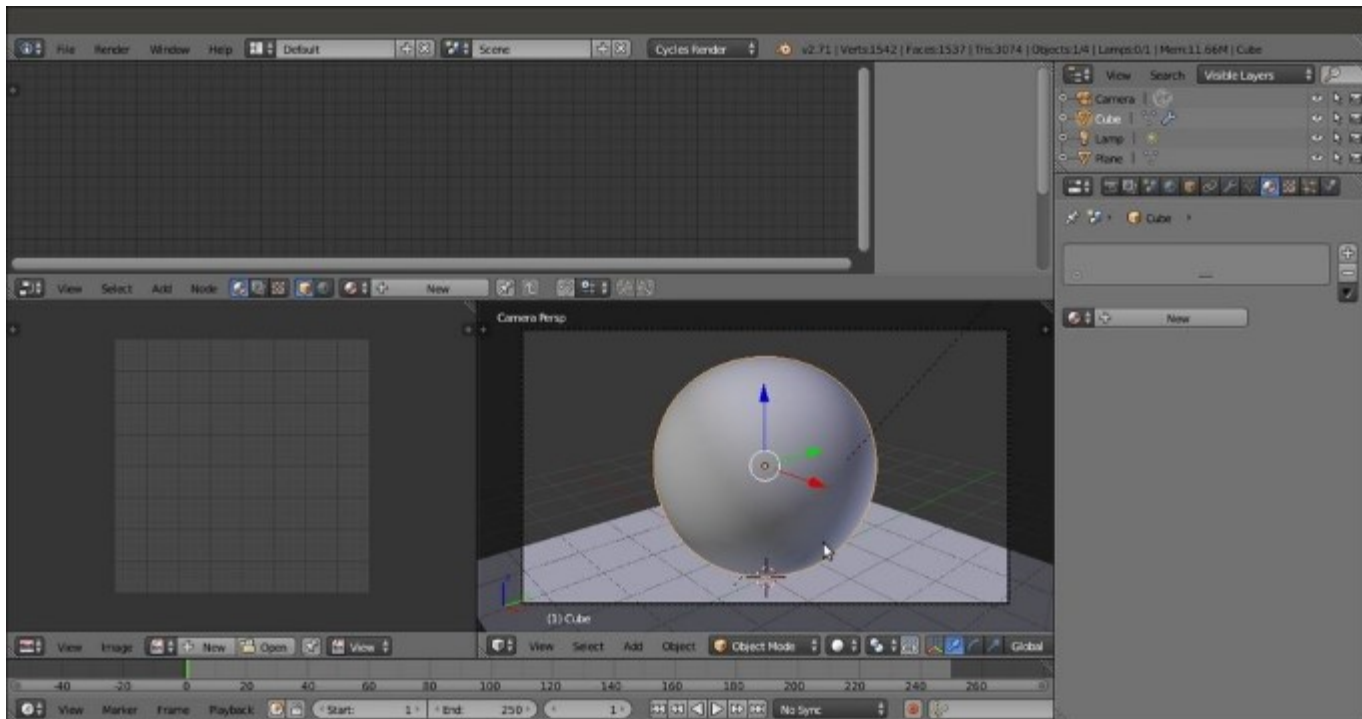 File Render Window Help Default Scene Cycles Render v2.71 | Verts:1542 | Faces:1537 | Tris:3074 | Objects:1/4 | Lamps:0/1 | Mem:11.66M | Cube
View Search Visible Layers
Camera
Cube
Lamp
Plane
Cube
View Select Add Node New
New
Camera Persp
(1) Cube
View Image New Open View
View Select Add Object Object Mode Global
-40 -20 0 20 40 60 80 100 120 140 160 180 200 220 240 260
View Marker Frame Playback Start: 1 End: 250 1 No Sync